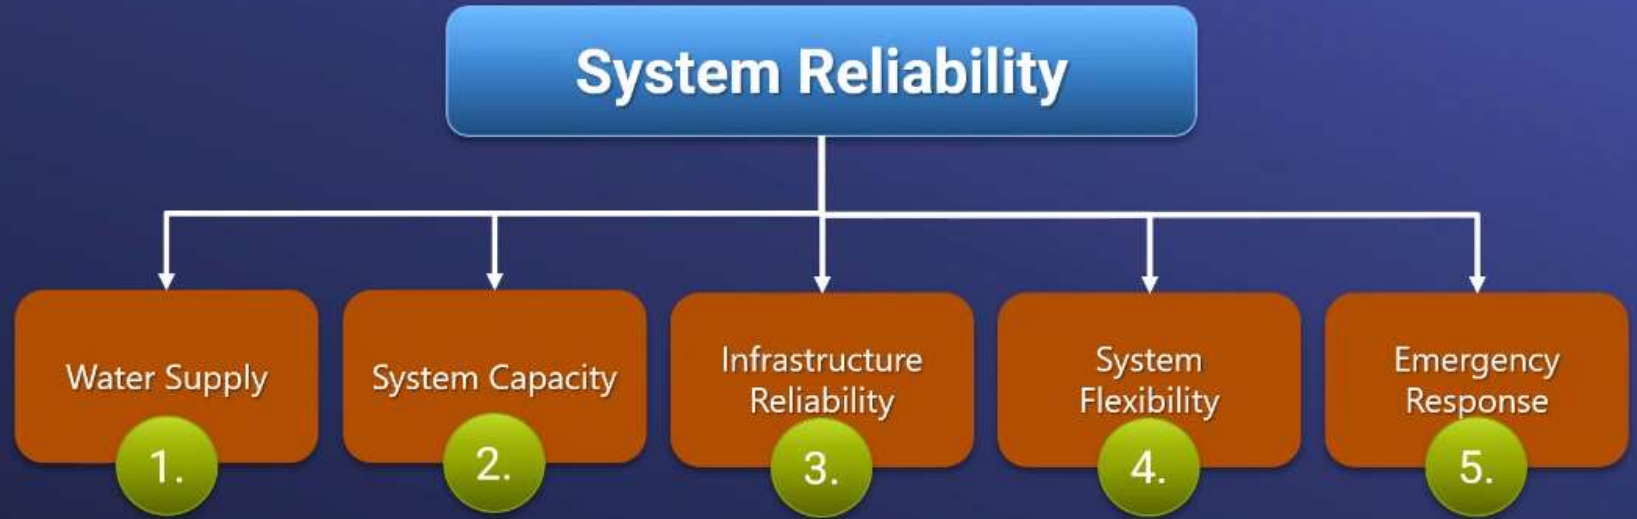 System Reliability
Water Supply
1.
System Capacity
2.
Infrastructure
Reliability
3.
System
Flexibility
4.
Emergency
Response
5.